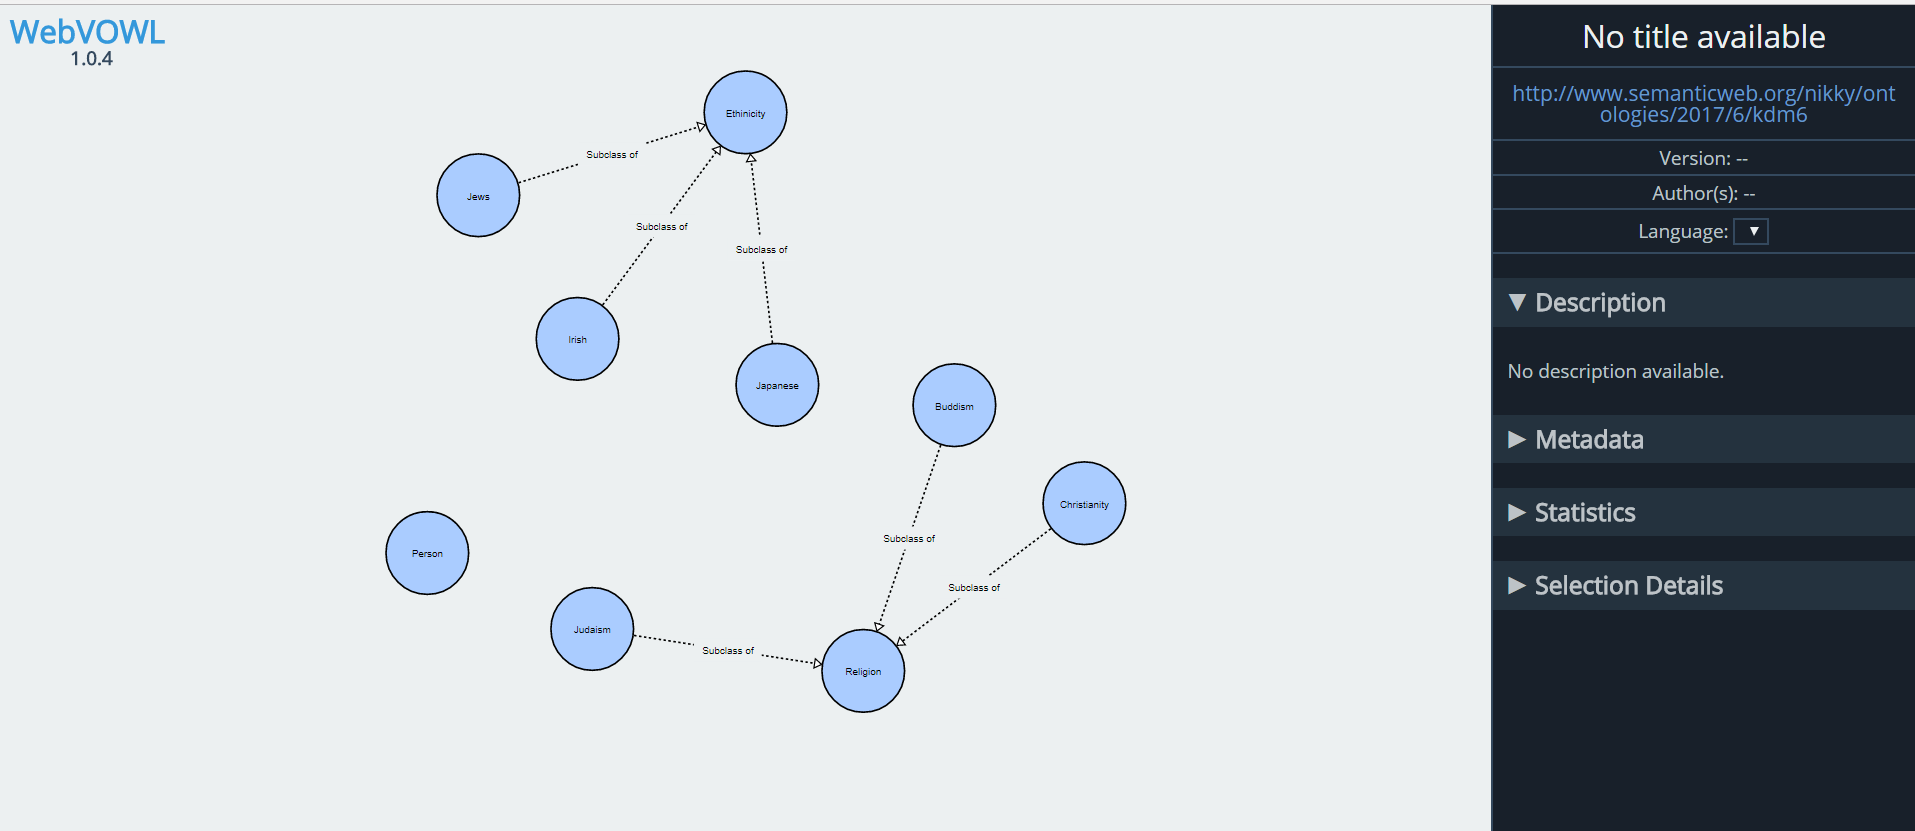 WebVOWL
1.0.4
Ethinicity
Subclass of
Jews
Subclass of
Subclass of
Irish
Japanese
Buddism
Christianity
Subclass of
Person
Subclass of
Judaism
Subclass of
Religion
No title available
http://www.semanticweb.org/nikky/ont
ologies/2017/6/kdm6
Version: --
Author(s): --
Language:
Description
No description available.
Metadata
Statistics
Selection Details